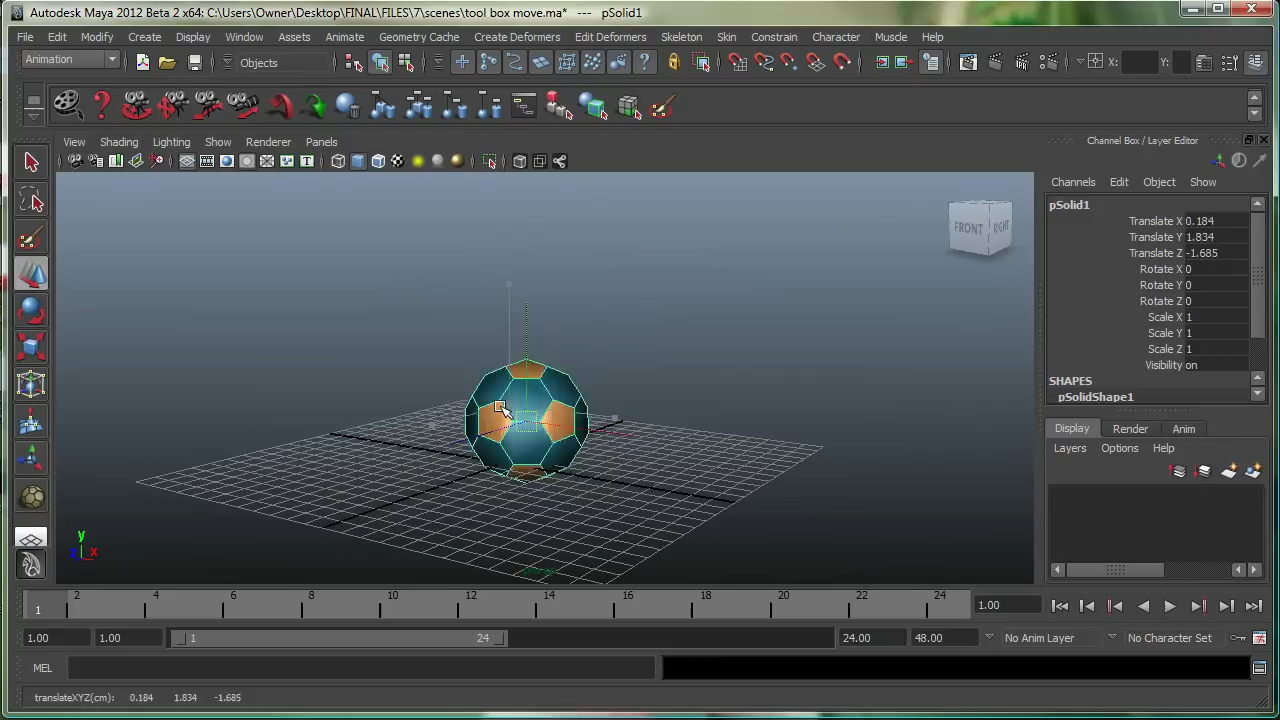 Autodesk Maya 2012 Beta 2 x64: C:\Users\Owner\Desktop\FINAL\FILES\7\scenes\tool box move.ma* --- pSolid1
File Edit Modify Create Display Window Assets Animate Geometry Cache Create Deformers Edit Deformers Skeleton Skin Constrain Character Muscle Help
Animation Objects X: Y:
View Shading Lighting Show Renderer Panels
Channel Box / Layer Editor
Channels Edit Object Show
pSolid1
Translate X 0.184
Translate Y 1.834
Translate Z -1.685
Rotate X 0
Rotate Y 0
Rotate Z 0
Scale X 1
Scale Y 1
Scale Z 1
Visibility on
SHAPES
pSolidShape1
FRONT RIGHT
Display Render Anim
Layers Options Help
y
z x
persp
1 2 4 6 8 10 12 14 16 18 20 22 24 1.00
1.00 1.00 1 24 24.00 48.00 No Anim Layer No Character Set
MEL
translateXYZ(cm): 0.184 1.834 -1.685